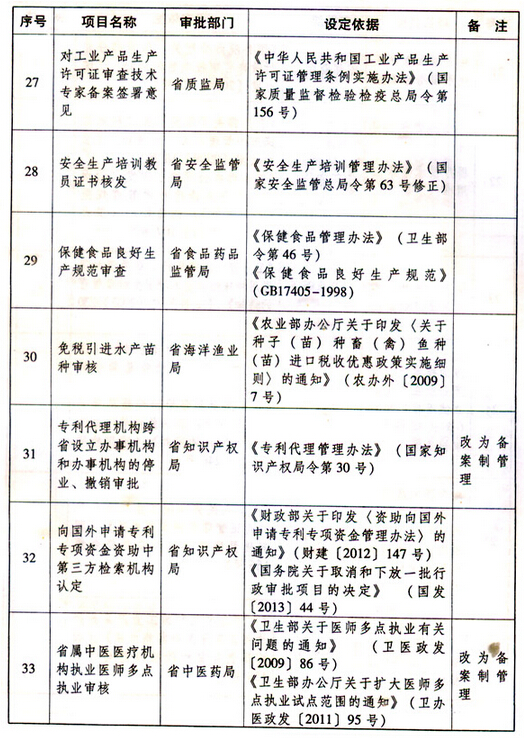 序号 项目名称 审批部门 设定依据 备 注
27
对工业产品生产
许可证审查技术
专家备案签署意
见
省质监局
《中华人民共和国工业产品生产
许可证管理条例实施办法》(国
家质量监督检验检疫总局令第
156号)
28
安全生产培训教
员证书核发
省安全监管
局
《安全生产培训管理办法》(国
家安全监管总局令第63号修正)
29
保健食品良好生
产规范审查
省食品药品
监管局
《保健食品管理办法》(卫生部
令第46号)
《保健食品良好生产规范》
(GB17405-1998)
30
免税引进水产苗
种审核
省海洋渔业
局
《农业部办公厅关于印发〈关于
种子(苗)种畜(禽)鱼种
(苗)进口税收优惠政策实施细
则〉的通知》(农办外〔2009〕
7号)
31
专利代理机构跨
省设立办事机构
和办事机构的停
业、撤销审批
省知识产权
局
《专利代理管理办法》(国家知
识产权局令第30号)
改为备
案制管
理
32
向国外申请专利
专项资金资助中
第三方检索机构
认定
省知识产权
局
《财政部关于印发〈资助向国外
申请专利专项资金管理办法〉的
通知》(财建〔2012〕147号)
《国务院关于取消和下放一批行
政审批项目的决定》 (国发
〔2013〕44号)
33
省属中医医疗机
构执业医师多点
执业审核
省中医药局
《卫生部关于医师多点执业有关
问题的通知》 (卫医政发
〔2009〕86号)
《卫生部办公厅关于扩大医师多
点执业试点范围的通知》(卫办
医政发〔2011〕95号)
改为备
案制管
理